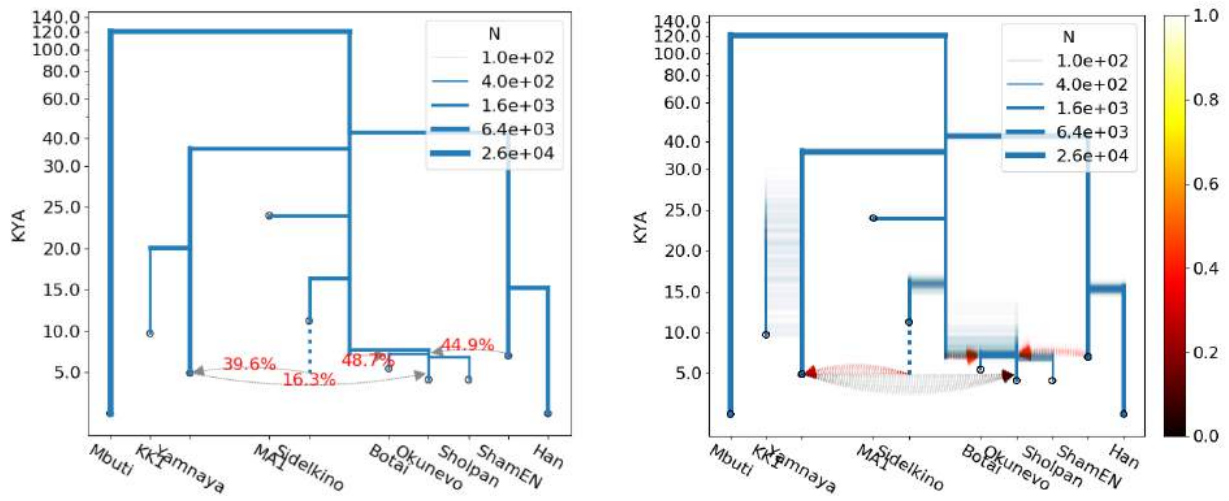 140.0
120.0
100.0
80.0
60.0
40.0
30.0
25.0
20.0
15.0
10.0
5.0
KYA
N
1.0e+02
4.0e+02
1.6e+03
6.4e+03
2.6e+04
39.6%
16.3%
48.7%
44.9%
Mbuti
KK1
Yamnaya
MA1
Sidelkino
Botai
Okunevo
Sholpan
ShamEN
Han
140.0
120.0
100.0
80.0
60.0
40.0
30.0
25.0
20.0
15.0
10.0
5.0
KYA
N
1.0e+02
4.0e+02
1.6e+03
6.4e+03
2.6e+04
Mbuti
KK1
Yamnaya
MA1
Sidelkino
Botai
Okunevo
Sholpan
ShamEN
Han
1.0
0.8
0.6
0.4
0.2
0.0